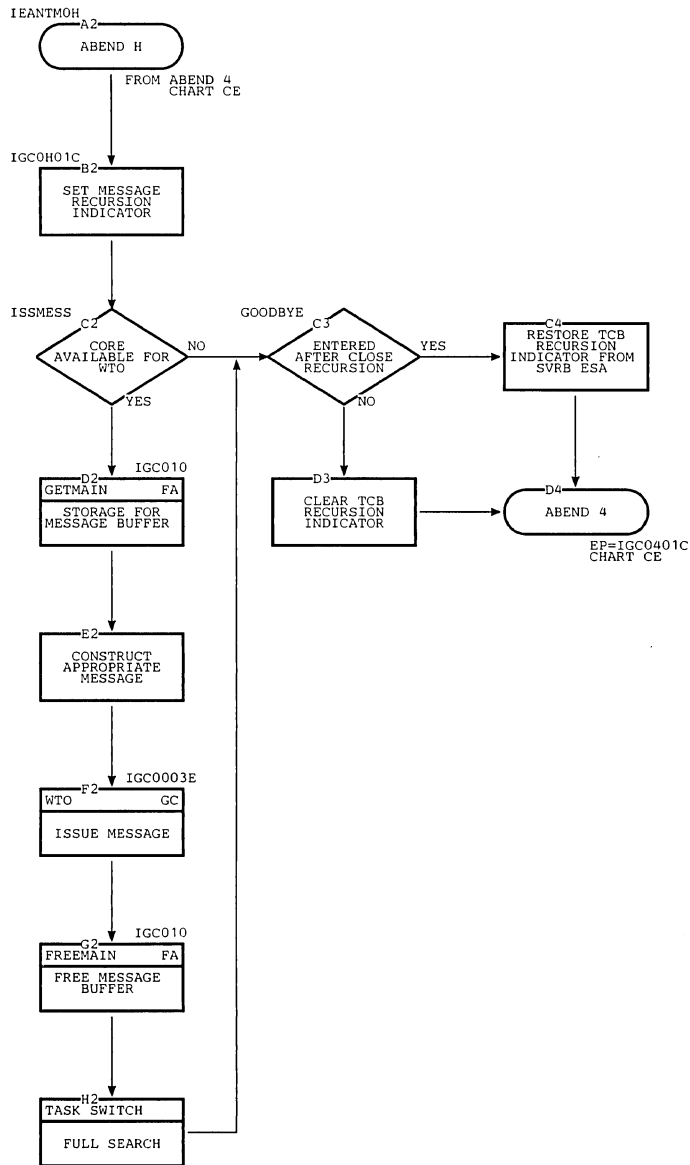 IEANTM0H
A2
ABEND H
FROM ABEND 4
CHART CE
IGC0H01C
B2
SET MESSAGE
RECURSION
INDICATOR
ISSMESS
C2
CORE
AVAILABLE FOR
WTO
NO
YES
GOODBYE
C3
ENTERED
AFTER CLOSE
RECURSION
YES
NO
C4
RESTORE TCB
RECURSION
INDICATOR FROM
SVRB ESA
IGC010
D2
GETMAIN FA
STORAGE FOR
MESSAGE BUFFER
D3
CLEAR TCB
RECURSION
INDICATOR
D4
ABEND 4
EP=IGC0401C
CHART CE
E2
CONSTRUCT
APPROPRIATE
MESSAGE
IGC0003E
F2
WTO GC
ISSUE MESSAGE
IGC010
G2
FREEMAIN FA
FREE MESSAGE
BUFFER
H2
TASK SWITCH
FULL SEARCH